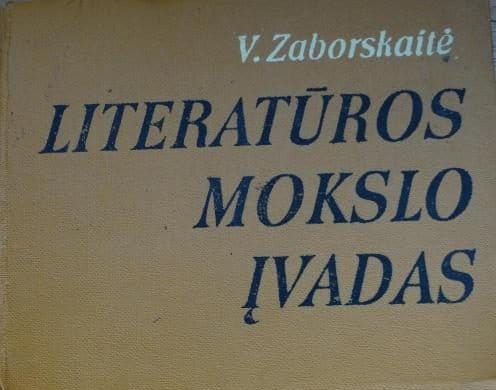 V. Zaborskaitė
LITERATŪROS
MOKSLO
ĮVADAS